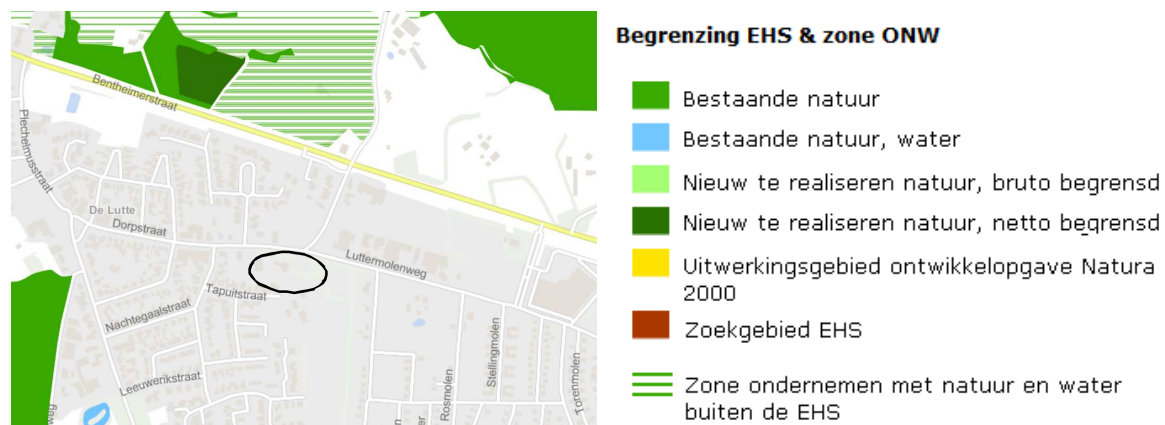 Bentheimerstraat
Plechelmusstraat
De Lutte
Dorpstraat
Luttermolenweg
Tapuitstraat
Nachtegaalstraat
Leeuwerikstraat
Stellingmolen
Rosmolen
Torenmolen
weg
er
Begrenzing EHS & zone ONW
Bestaande natuur
Bestaande natuur, water
Nieuw te realiseren natuur, bruto begrensd
Nieuw te realiseren natuur, netto begrensd
Uitwerkingsgebied ontwikkelopgave Natura
2000
Zoekgebied EHS
Zone ondernemen met natuur en water
buiten de EHS